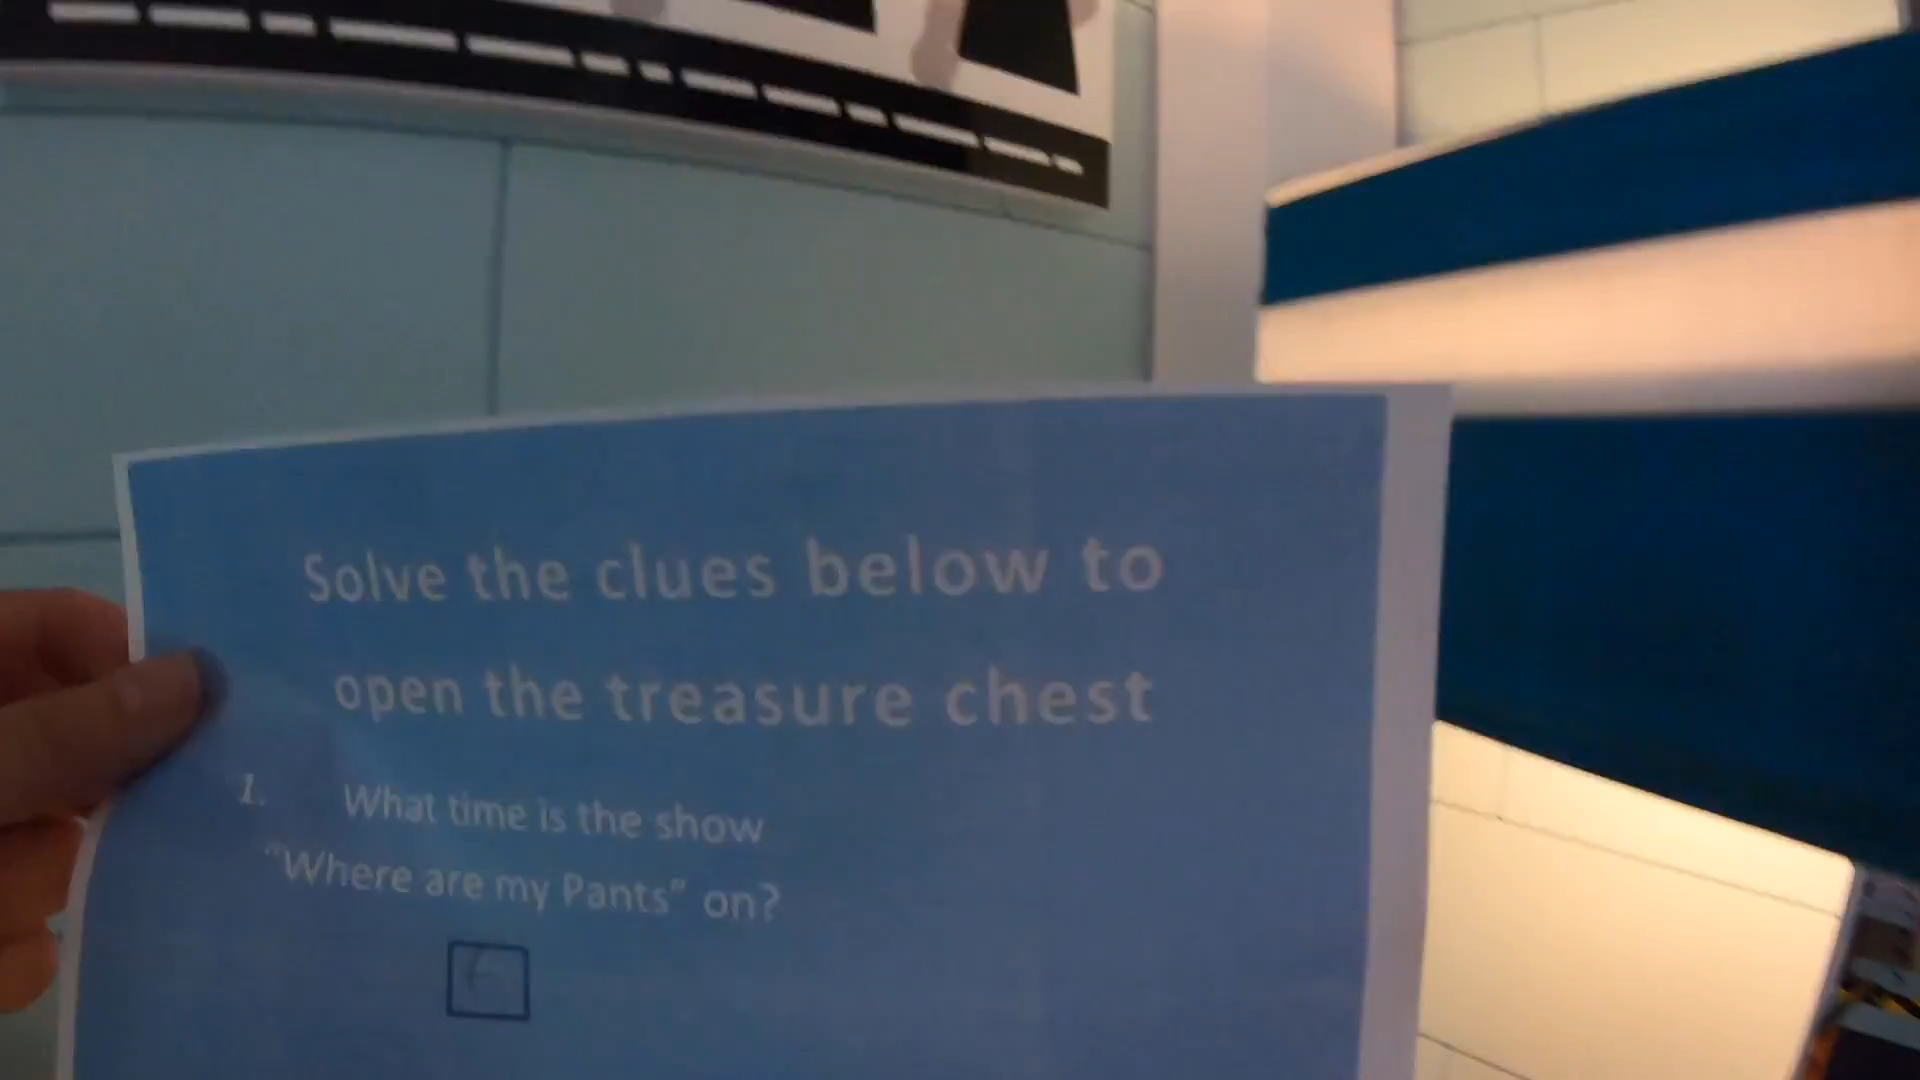 Solve the clues below to
open the treasure chest
1. What time is the show
"Where are my Pants" on?